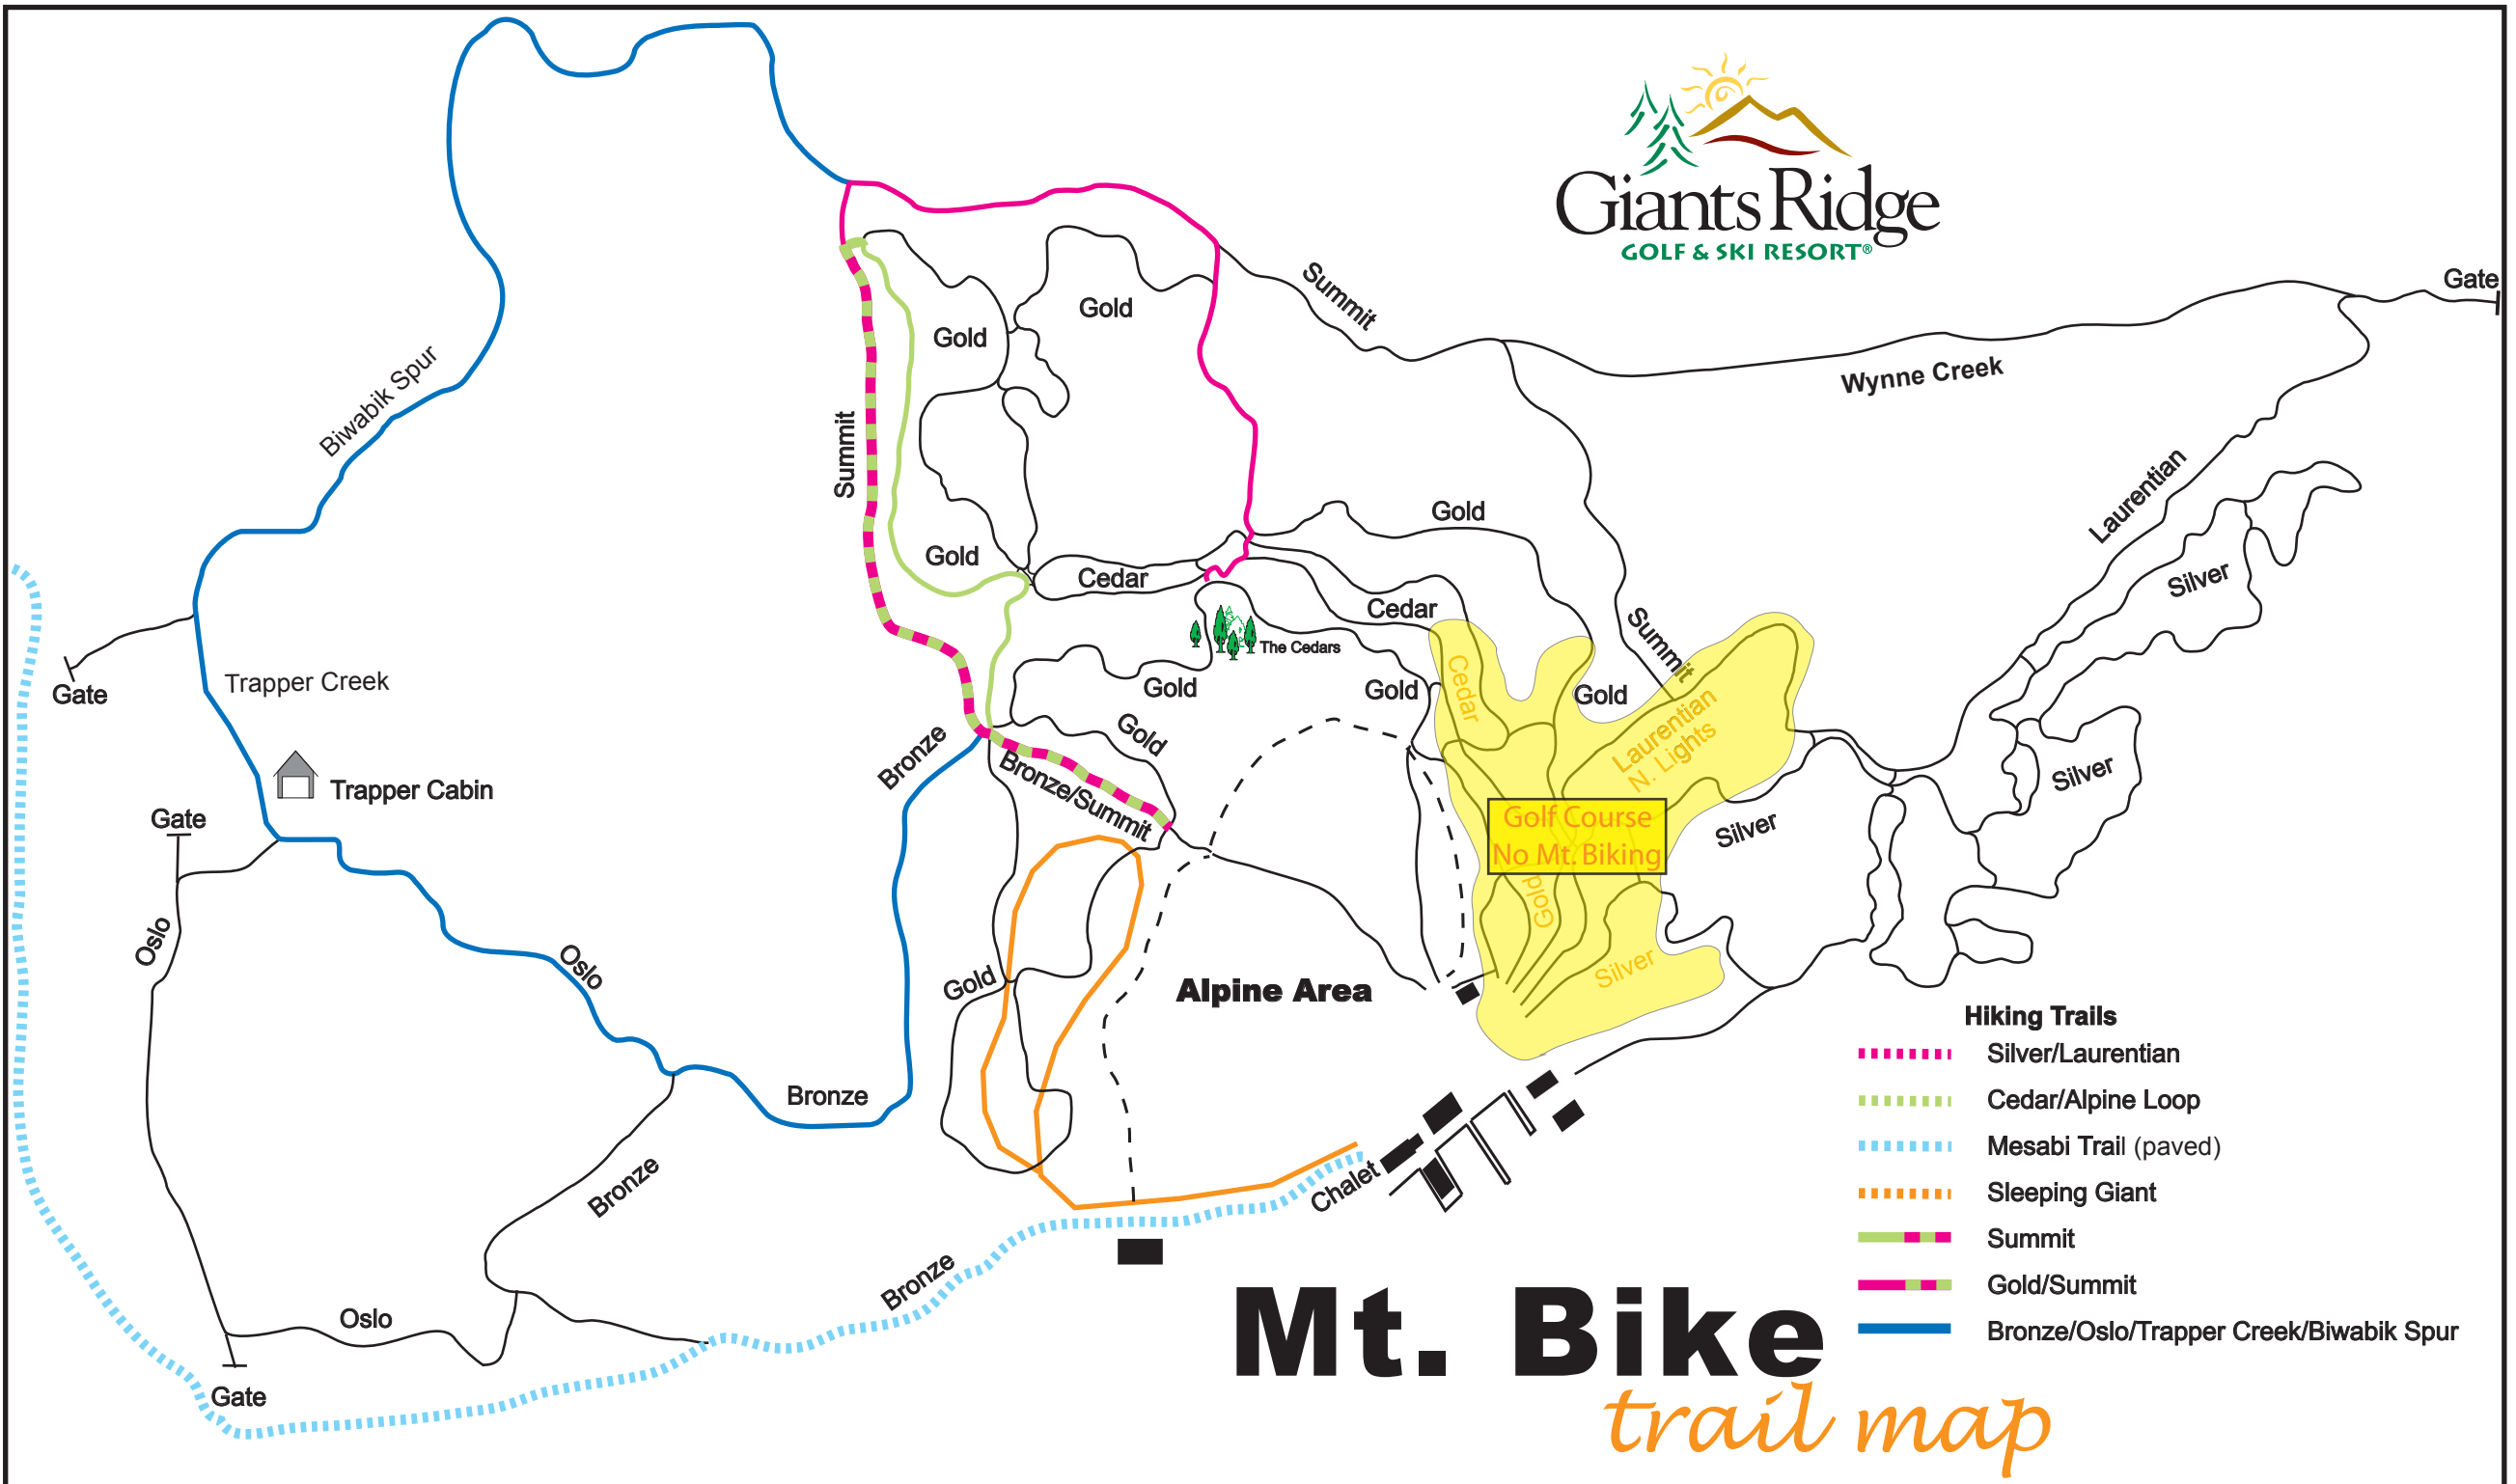 Giants Ridge
GOLF & SKI RESORT®
Gate
Summit
Wynne Creek
Gold
Gold
Biwabik Spur
Summit
Laurentian
Gold
Silver
Gold
Cedar
Cedar
The Cedars
Summit
Gate
Trapper Creek
Gold
Gold
Cedar
Gold
Laurentian
N. Lights
Gold
Bronze
Bronze/Summit
Silver
Trapper Cabin
Gate
Golf Course
No Mt. Biking
Silver
Gold
Oslo
Oslo
Gold
Alpine Area
Silver
Bronze
Bronze
Chalet
Bronze
Oslo
Gate
Hiking Trails
Silver/Laurentian
Cedar/Alpine Loop
Mesabi Trail (paved)
Sleeping Giant
Summit
Gold/Summit
Bronze/Oslo/Trapper Creek/Biwabik Spur
Mt. Bike
trail map